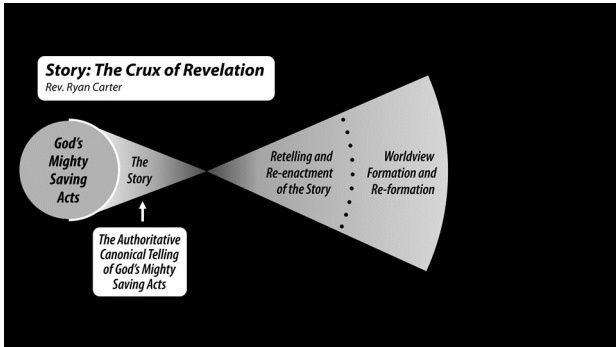 Story: The Crux of Revelation
Rev. Ryan Carter
God's
Mighty
Saving
Acts
The
Story
Retelling and
Re-enactment
of the Story
Worldview
Formation and
Re-formation
The Authoritative
Canonical Telling
of God's Mighty
Saving Acts